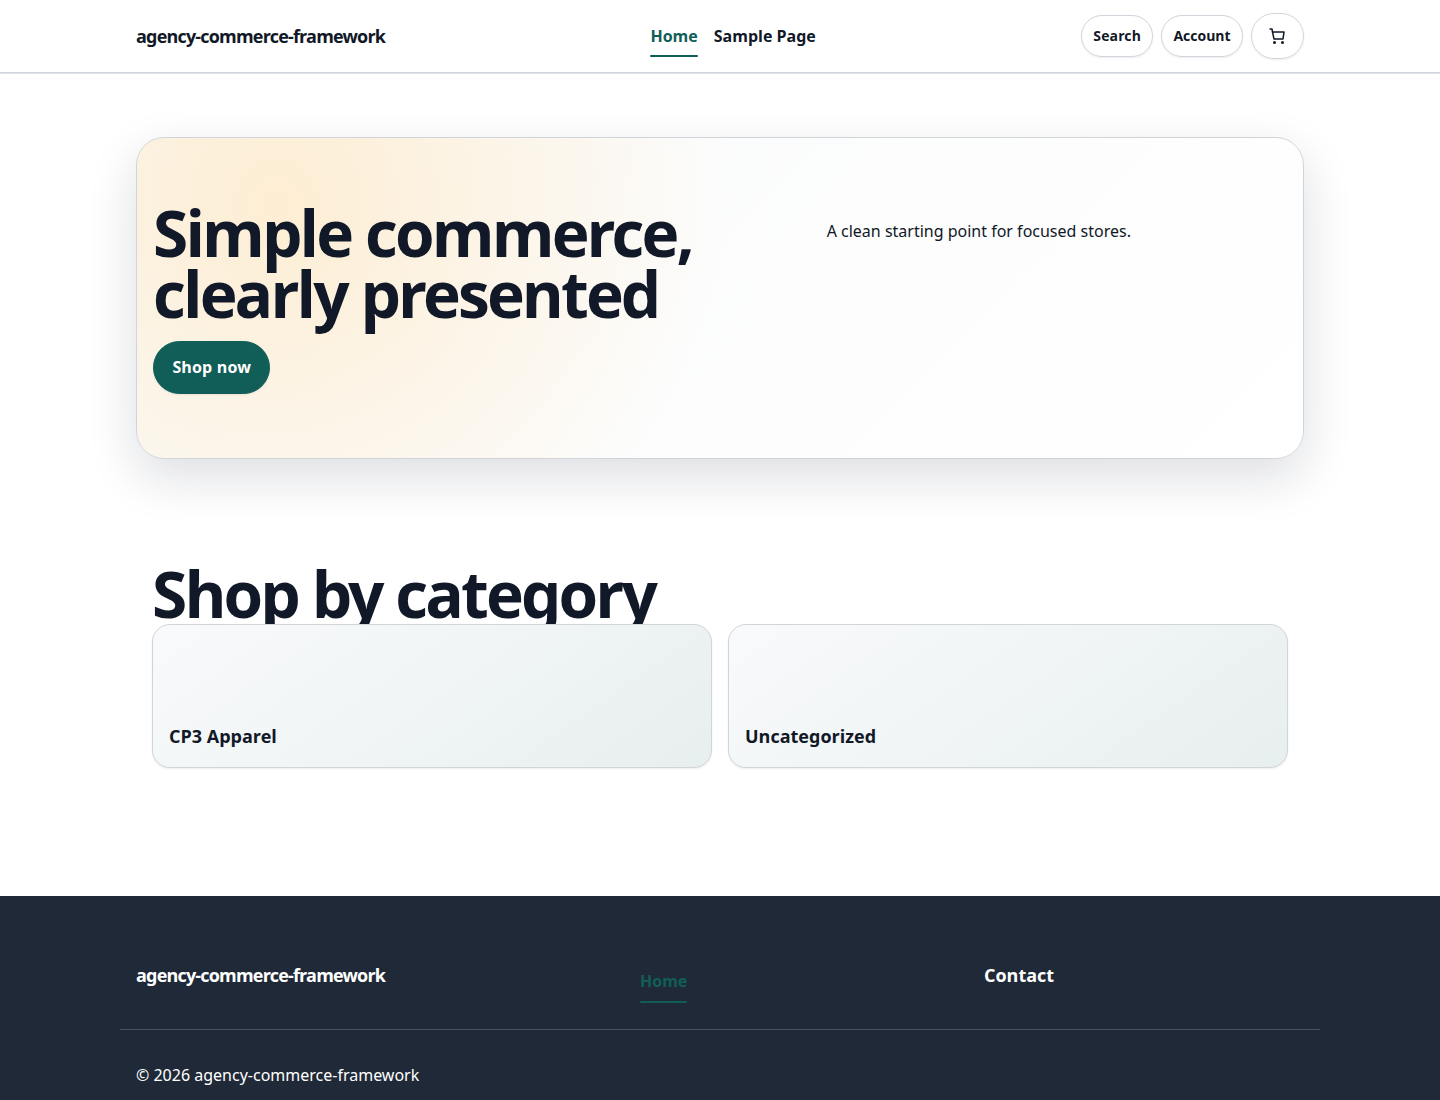 agency-commerce-framework
Home
Sample Page
Search
Account
Simple commerce,
clearly presented
A clean starting point for focused stores.
Shop now
Shop by category
CP3 Apparel
Uncategorized
agency-commerce-framework
Home
Contact
© 2026 agency-commerce-framework